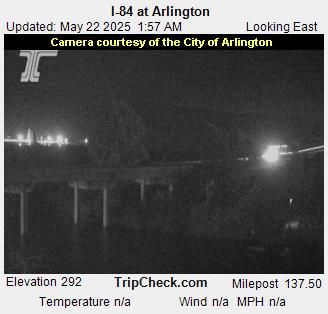 I-84 at Arlington
Updated: May 22 2025 1:57 AM Looking East
Camera courtesy of the City of Arlington
Elevation 292 TripCheck.com Milepost 137.50
Temperature n/a Wind n/a MPH n/a